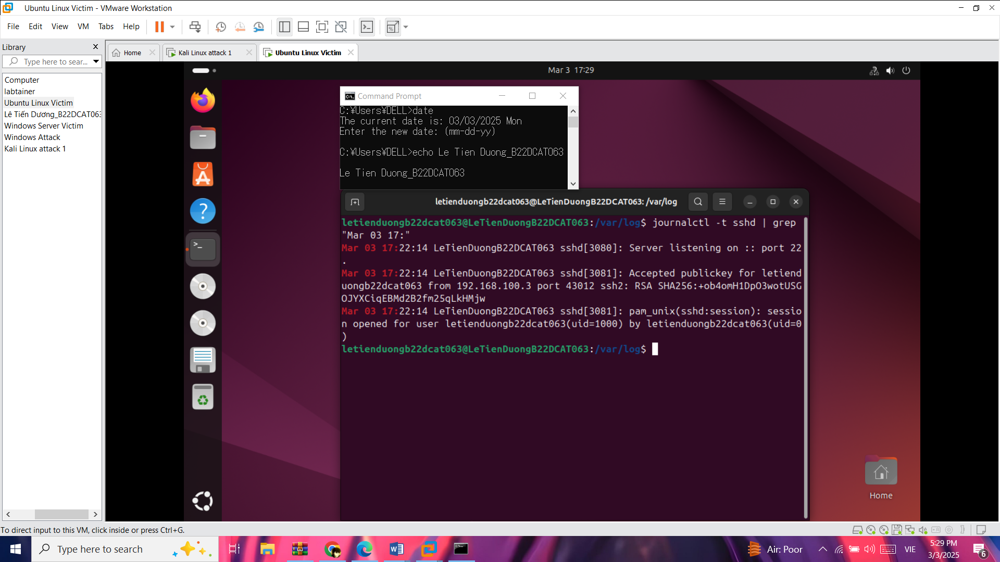 Ubuntu Linux Victim - VMware Workstation
File Edit View VM Tabs Help
Library
Type here to sear...
Computer
labtainer
Ubuntu Linux Victim
Lê Tiến Dương_B22DCAT063
Windows Server Victim
Windows Attack
Kali Linux attack 1
Home
Kali Linux attack 1
Ubuntu Linux Victim
Mar 3 17:29
Command Prompt
C:¥Users¥DELL>date
The current date is: 03/03/2025 Mon
Enter the new date: (mm-dd-yy)
C:¥Users¥DELL>echo Le Tien Duong_B22DCAT063
Le Tien Duong_B22DCAT063
letienduongb22dcat063@LeTienDuongB22DCAT063: /var/log
letienduongb22dcat063@LeTienDuongB22DCAT063:/var/log$ journalctl -t sshd | grep
"Mar 03 17:"
Mar 03 17:22:14 LeTienDuongB22DCAT063 sshd[3080]: Server listening on :: port 22
.
Mar 03 17:22:14 LeTienDuongB22DCAT063 sshd[3081]: Accepted publickey for letiend
uongb22dcat063 from 192.168.100.3 port 43012 ssh2: RSA SHA256:+ob4omH1DpO3wotUSG
OJYXCiqEBMd2B2fm25qLkHMjw
Mar 03 17:22:14 LeTienDuongB22DCAT063 sshd[3081]: pam_unix(sshd:session): sessio
n opened for user letienduongb22dcat063(uid=1000) by letienduongb22dcat063(uid=0
)
letienduongb22dcat063@LeTienDuongB22DCAT063:/var/log$
Home
To direct input to this VM, click inside or press Ctrl+G.
Type here to search
Air: Poor
VIE
5:29 PM
3/3/2025
6